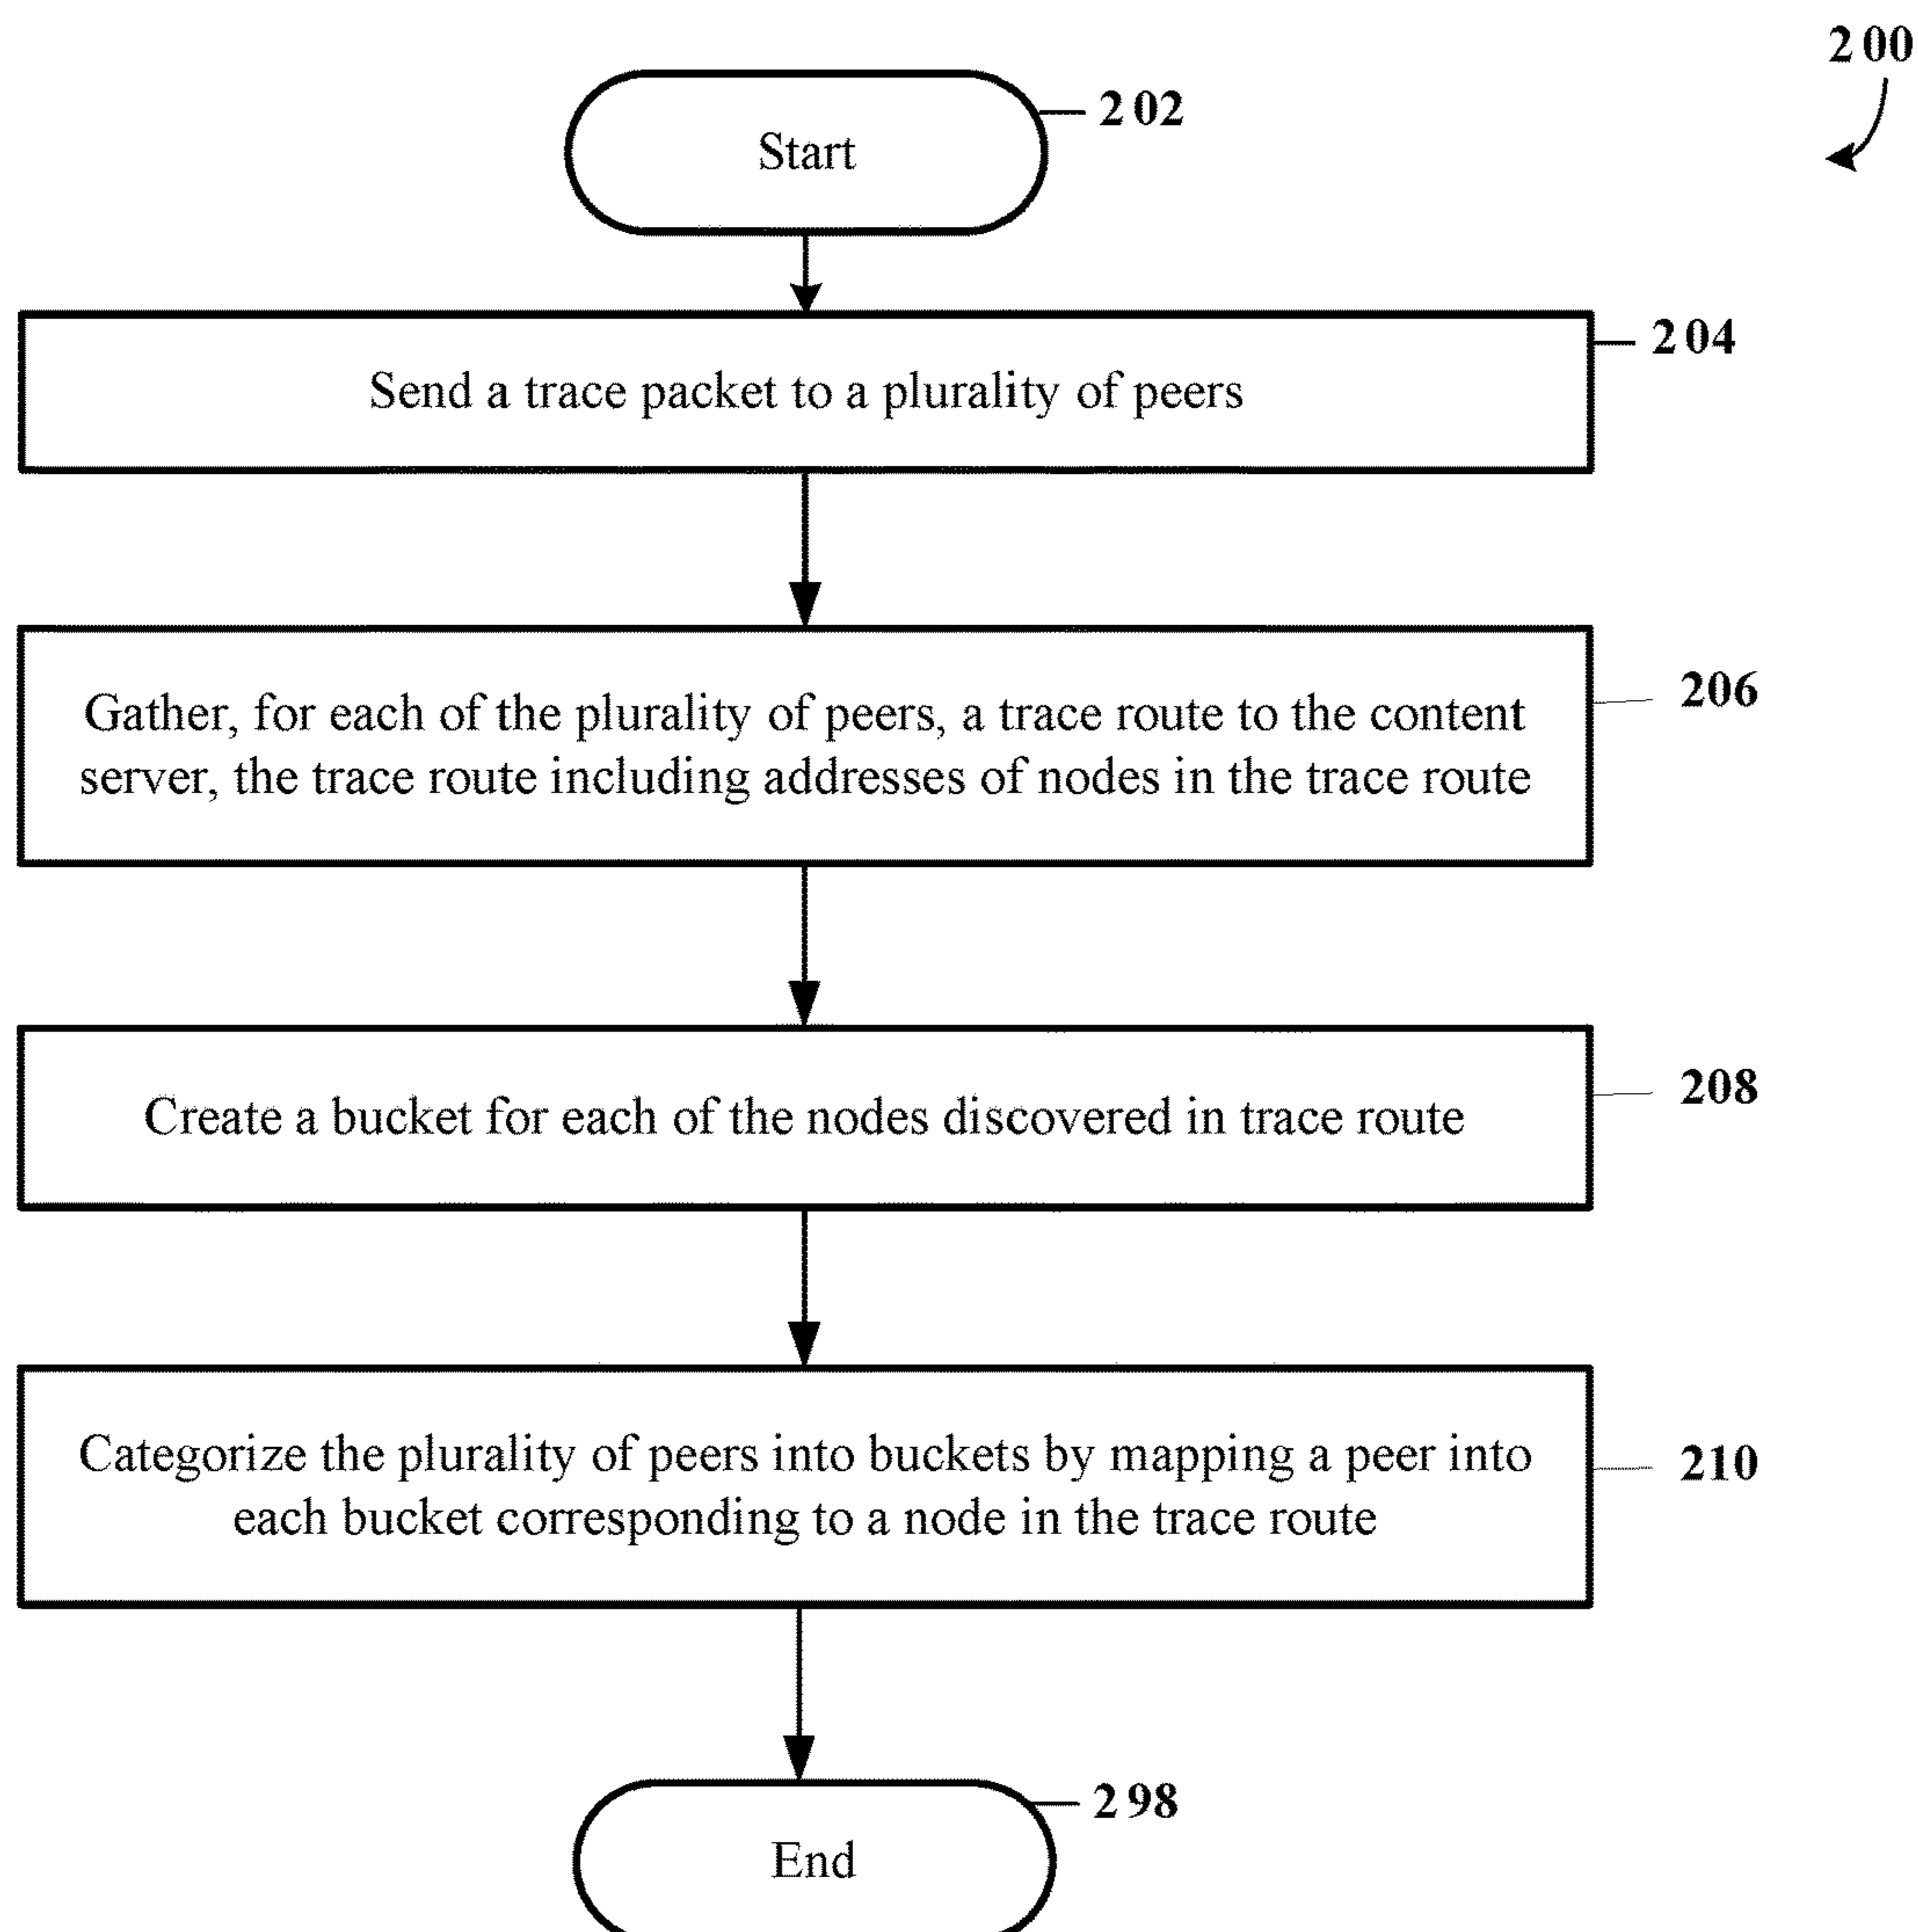 200
202
Start
204
Send a trace packet to a plurality of peers
206
Gather, for each of the plurality of peers, a trace route to the content
server, the trace route including addresses of nodes in the trace route
208
Create a bucket for each of the nodes discovered in trace route
Categorize the plurality of peers into buckets by mapping a peer into
210
each bucket corresponding to a node in the trace route
298
End